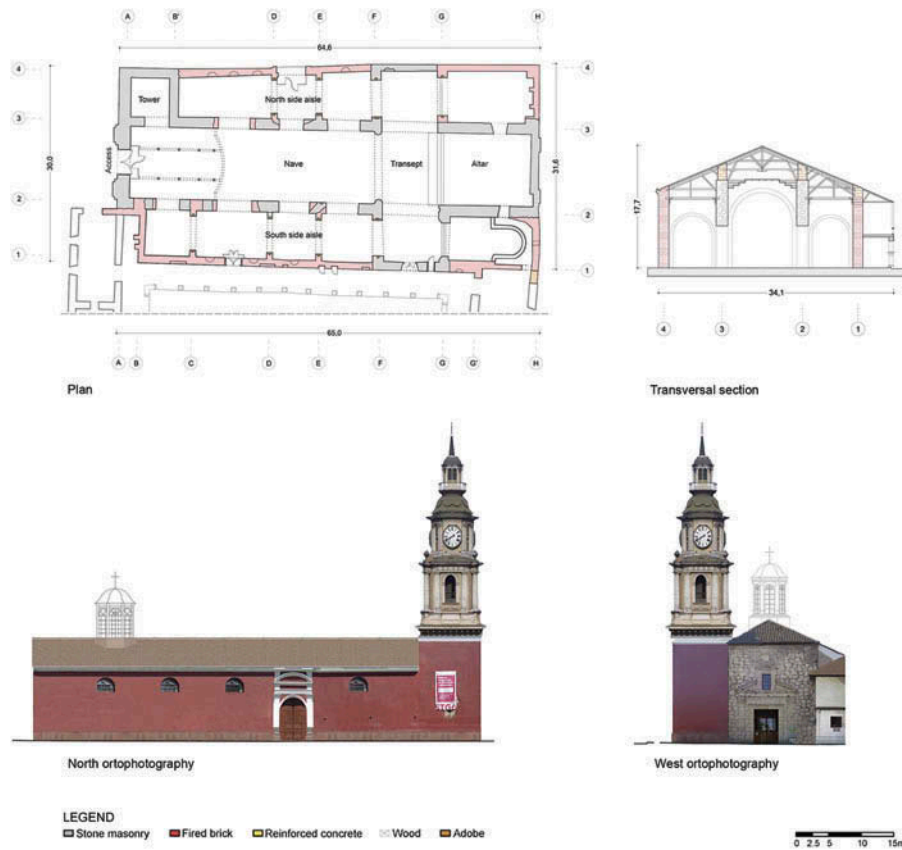 A B' D E F G H
64,6
4 4
Tower North side aisle
3 3
30,0 Access Nave Transept Altar 31,6
2 2
South side aisle
1 1
65,0
A B C D E F G G' H
Plan
17,7
34,1
4 3 2 1
Transversal section
North ortophotography
West ortophotography
LEGEND
Stone masonry Fired brick Reinforced concrete Wood Adobe
0 2.5 5 10 15m